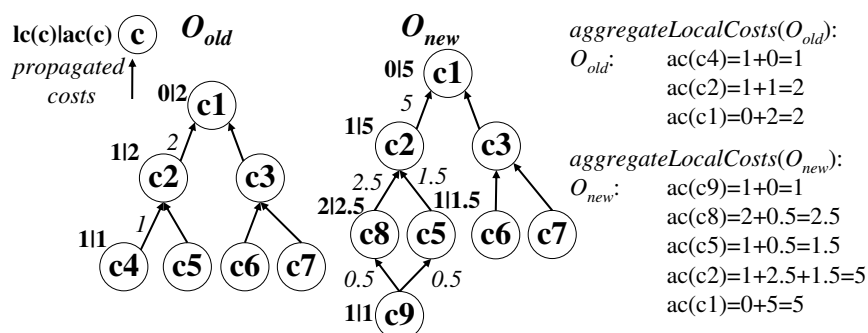 lc(c)|ac(c) c
propagated
costs
O_old
0|2
c1
1|2
2
c2
c3
1|1
1
c4
c5
c6
c7
O_new
0|5
c1
5
1|5
c2
c3
2.5
1.5
2|2.5
1|1.5
c8
c5
c6
c7
0.5
0.5
1|1
c9
aggregateLocalCosts(O_old):
O_old: ac(c4)=1+0=1
ac(c2)=1+1=2
ac(c1)=0+2=2
aggregateLocalCosts(O_new):
O_new: ac(c9)=1+0=1
ac(c8)=2+0.5=2.5
ac(c5)=1+0.5=1.5
ac(c2)=1+2.5+1.5=5
ac(c1)=0+5=5